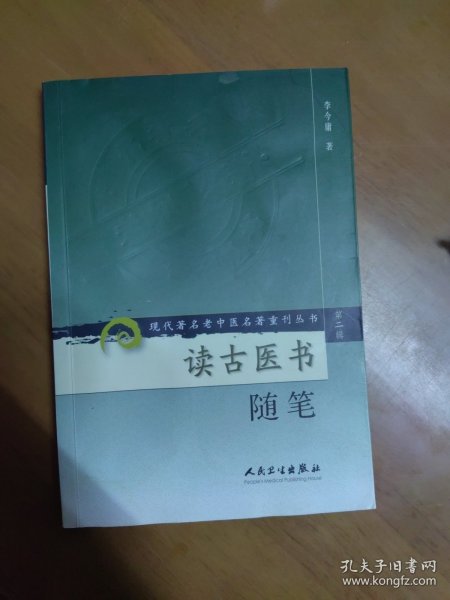 李今庸 著
现代著名老中医名著重刊丛书
第二辑
读古医书
随笔
人民卫生出版社
People's Medical Publishing House
孔夫子旧书网
www.kongfz.com